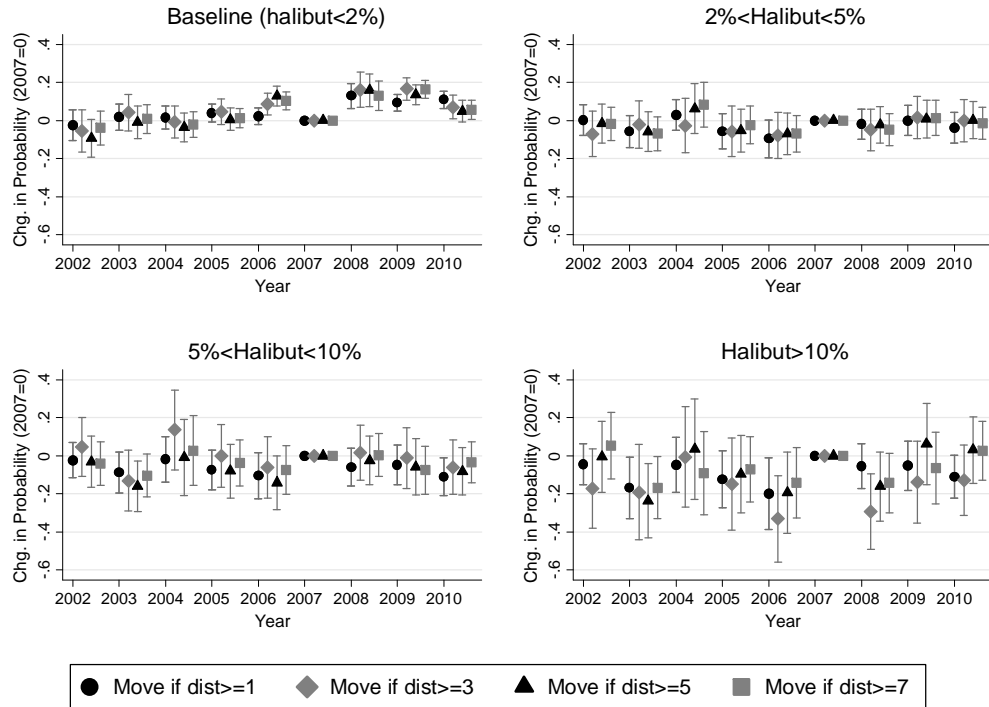 Baseline (halibut<2%)
2%<Halibut<5%
Chg. in Probability (2007=0)
.4
.2
0
-.2
-.4
-.6
2002 2003 2004 2005 2006 2007 2008 2009 2010
Year
Chg. in Probability (2007=0)
.4
.2
0
-.2
-.4
-.6
2002 2003 2004 2005 2006 2007 2008 2009 2010
Year
5%<Halibut<10%
Halibut>10%
Chg. in Probability (2007=0)
.4
.2
0
-.2
-.4
-.6
2002 2003 2004 2005 2006 2007 2008 2009 2010
Year
Chg. in Probability (2007=0)
.4
.2
0
-.2
-.4
-.6
2002 2003 2004 2005 2006 2007 2008 2009 2010
Year
Move if dist>=1 Move if dist>=3 Move if dist>=5 Move if dist>=7